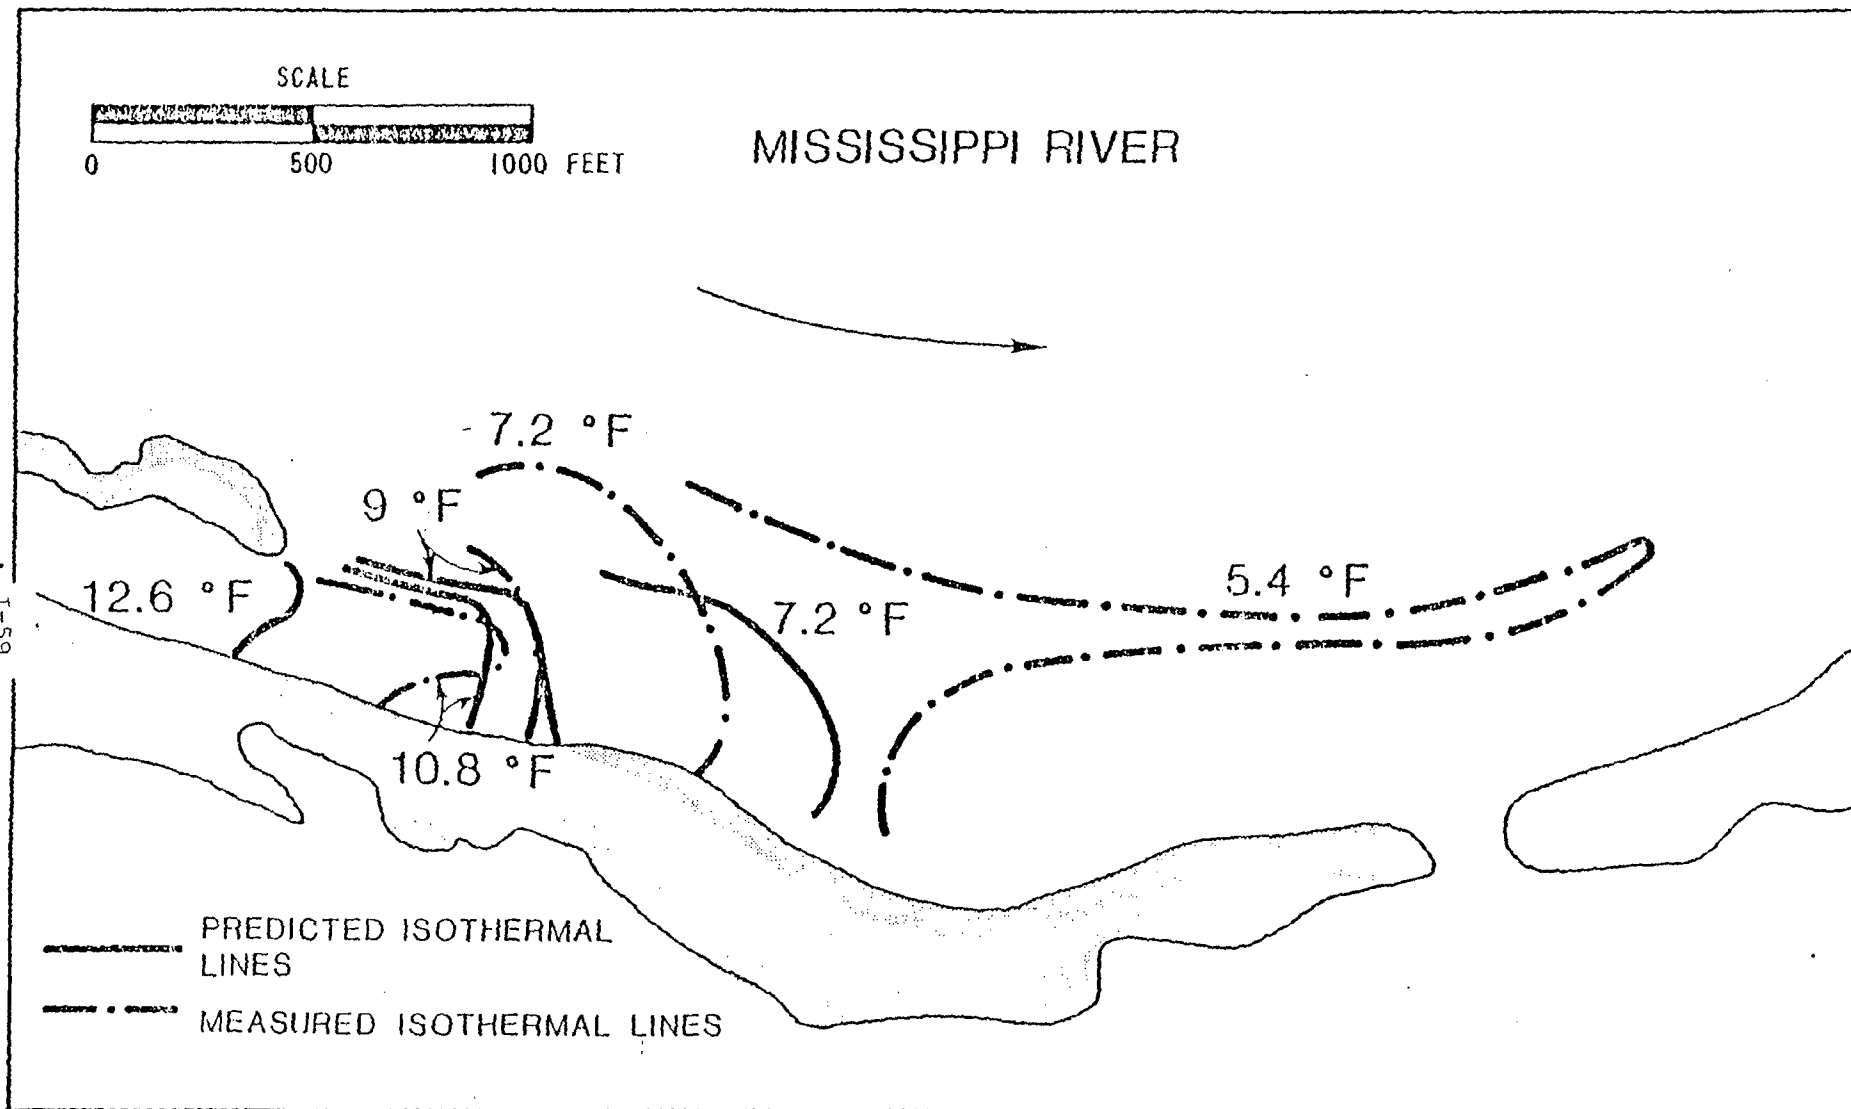 SCALE
0 500 1000 FEET
MISSISSIPPI RIVER
7.2 °F
9 °F
12.6 °F
7.2 °F
5.4 °F
10.8 °F
PREDICTED ISOTHERMAL
LINES
MEASURED ISOTHERMAL LINES